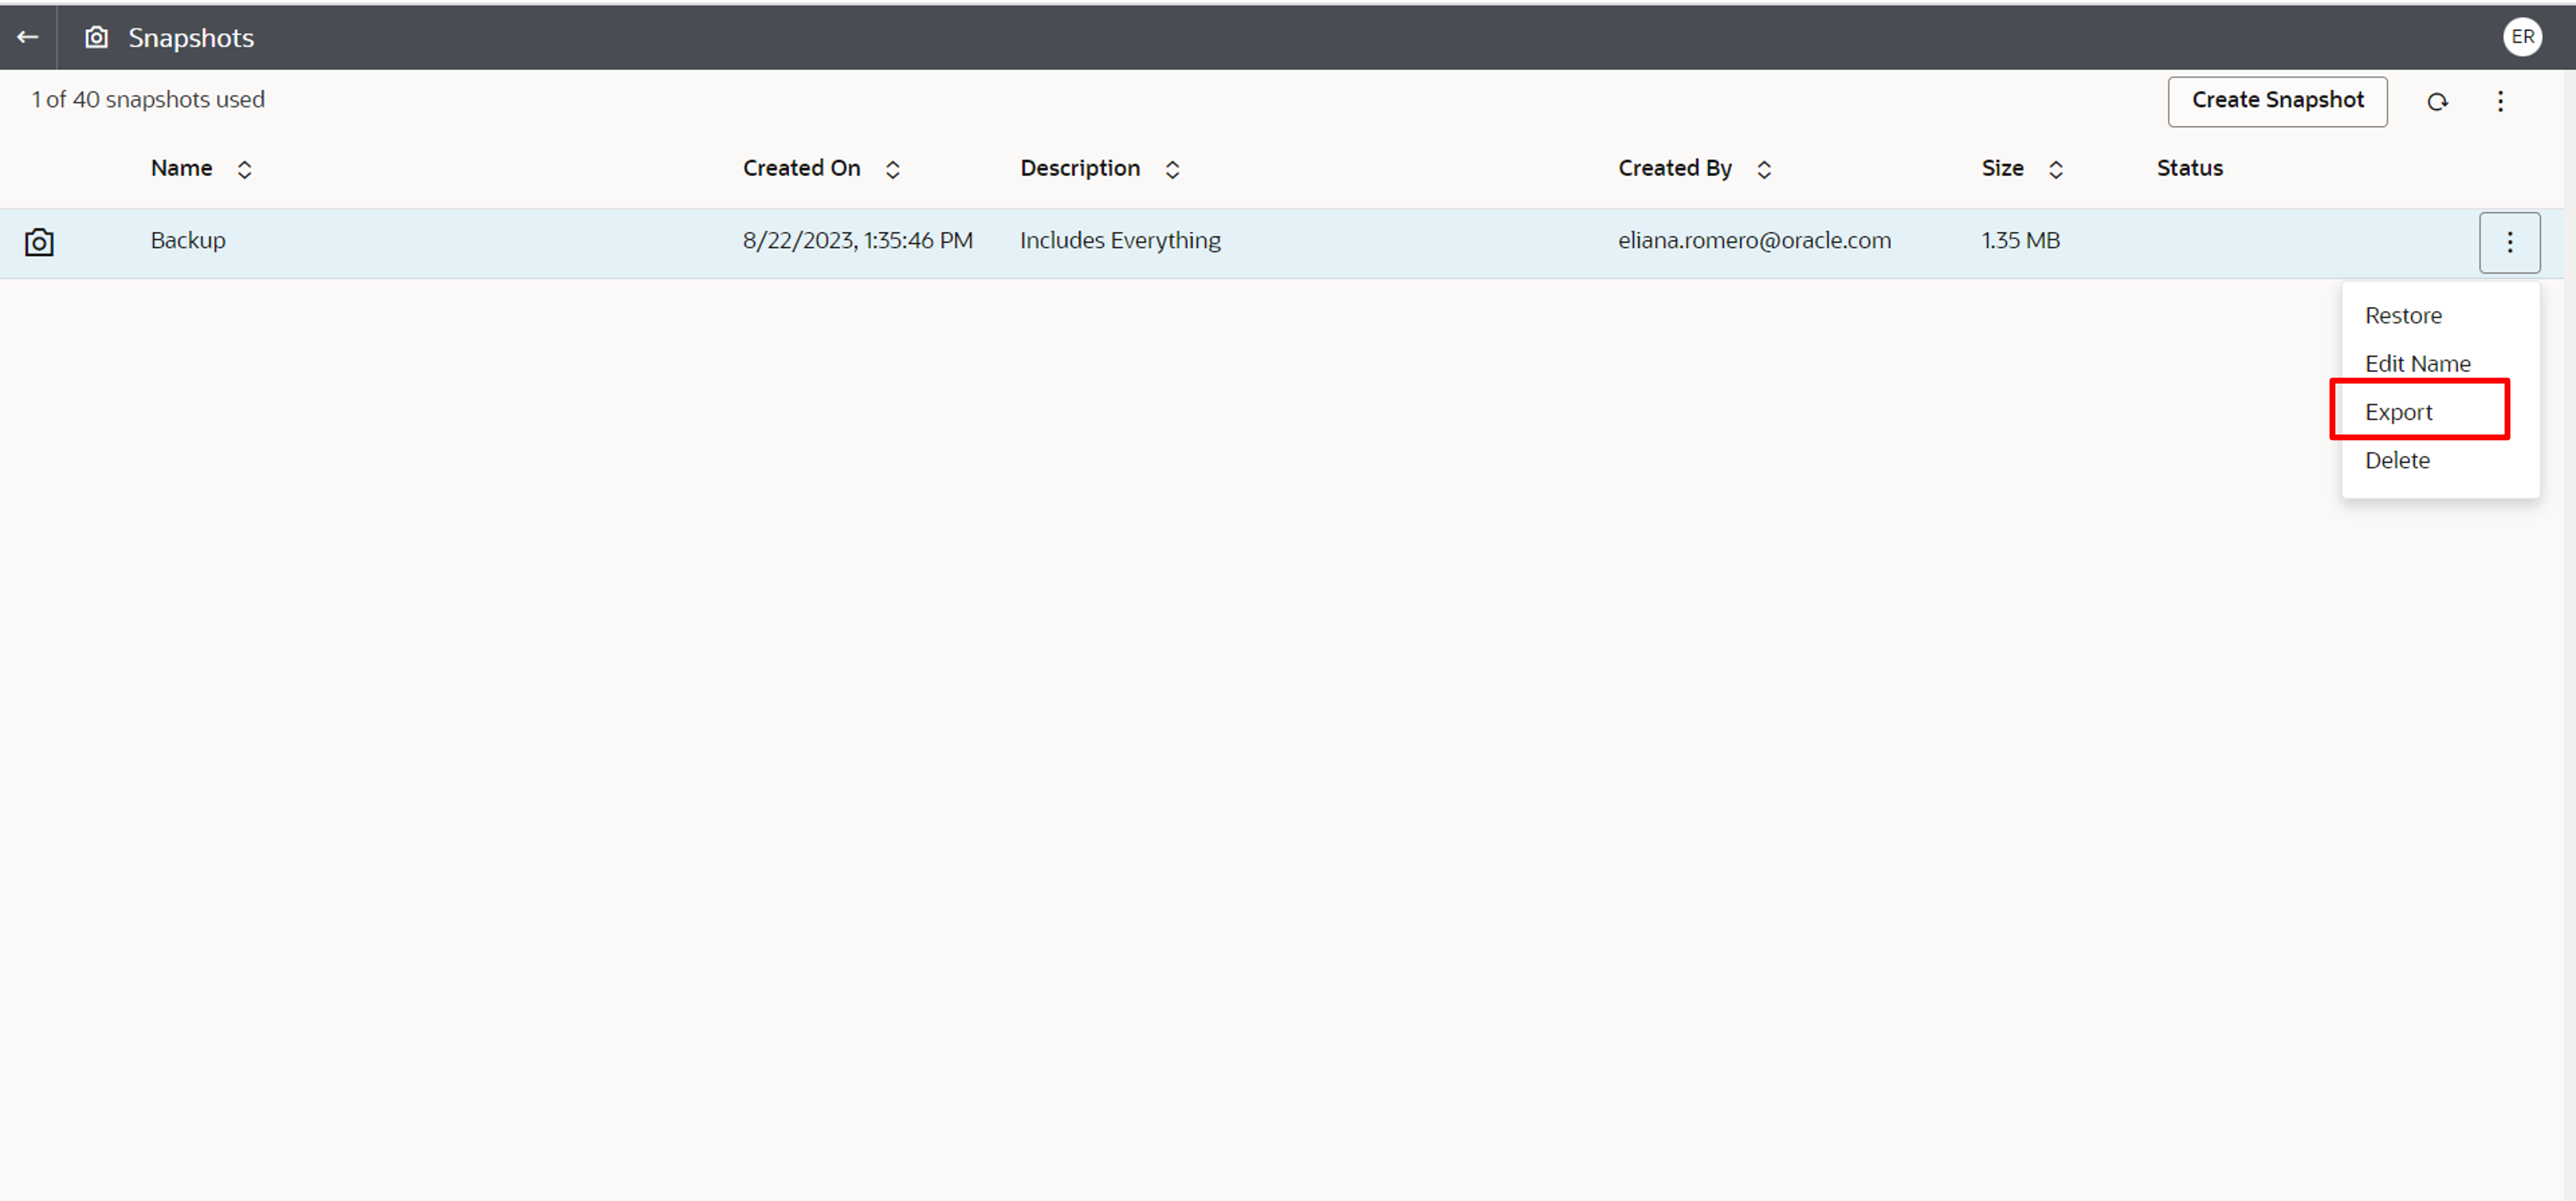 Snapshots
ER
1 of 40 snapshots used
Create Snapshot
Name Created On Description Created By Size Status
Backup 8/22/2023, 1:35:46 PM Includes Everything eliana.romero@oracle.com 1.35 MB
Restore
Edit Name
Export
Delete